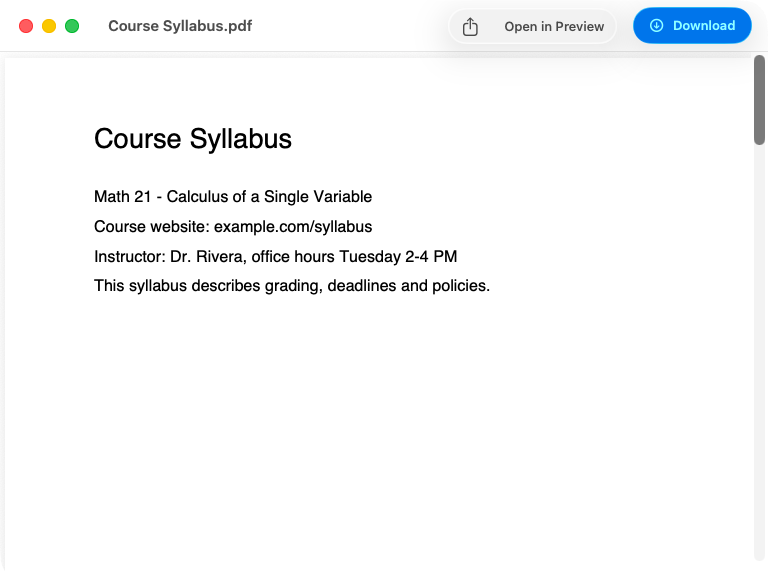 Course Syllabus.pdf
Open in Preview
Download
Course Syllabus
Math 21 - Calculus of a Single Variable
Course website: example.com/syllabus
Instructor: Dr. Rivera, office hours Tuesday 2-4 PM
This syllabus describes grading, deadlines and policies.